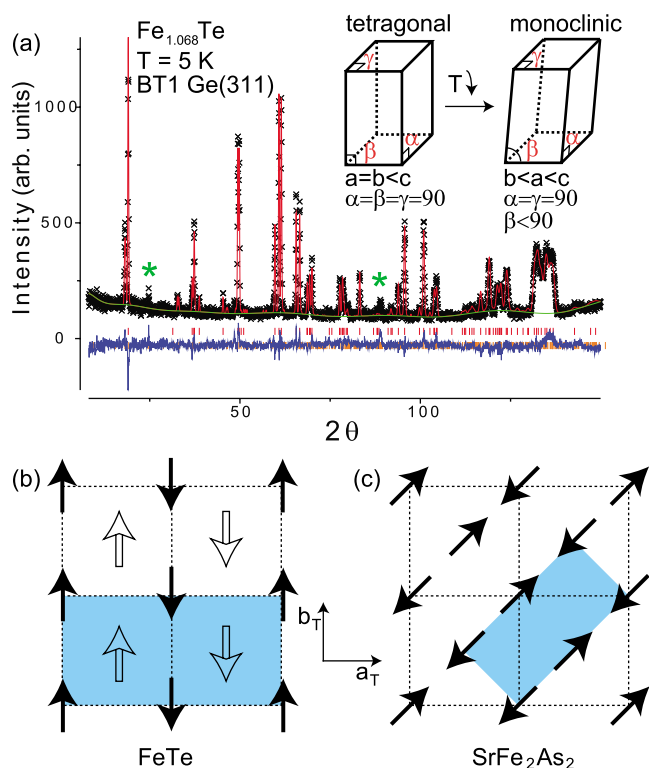 (a)
Fe1.068Te
T = 5 K
BT1 Ge(311)
tetragonal
monoclinic
γ
α
β
a=b<c
α=β=γ=90
T
γ
α
β
b<a<c
α=γ=90
β<90
Intensity (arb. units)
1000
500
0
*
*
50
100
2θ
(b)
(c)
bT
aT
FeTe
SrFe2As2